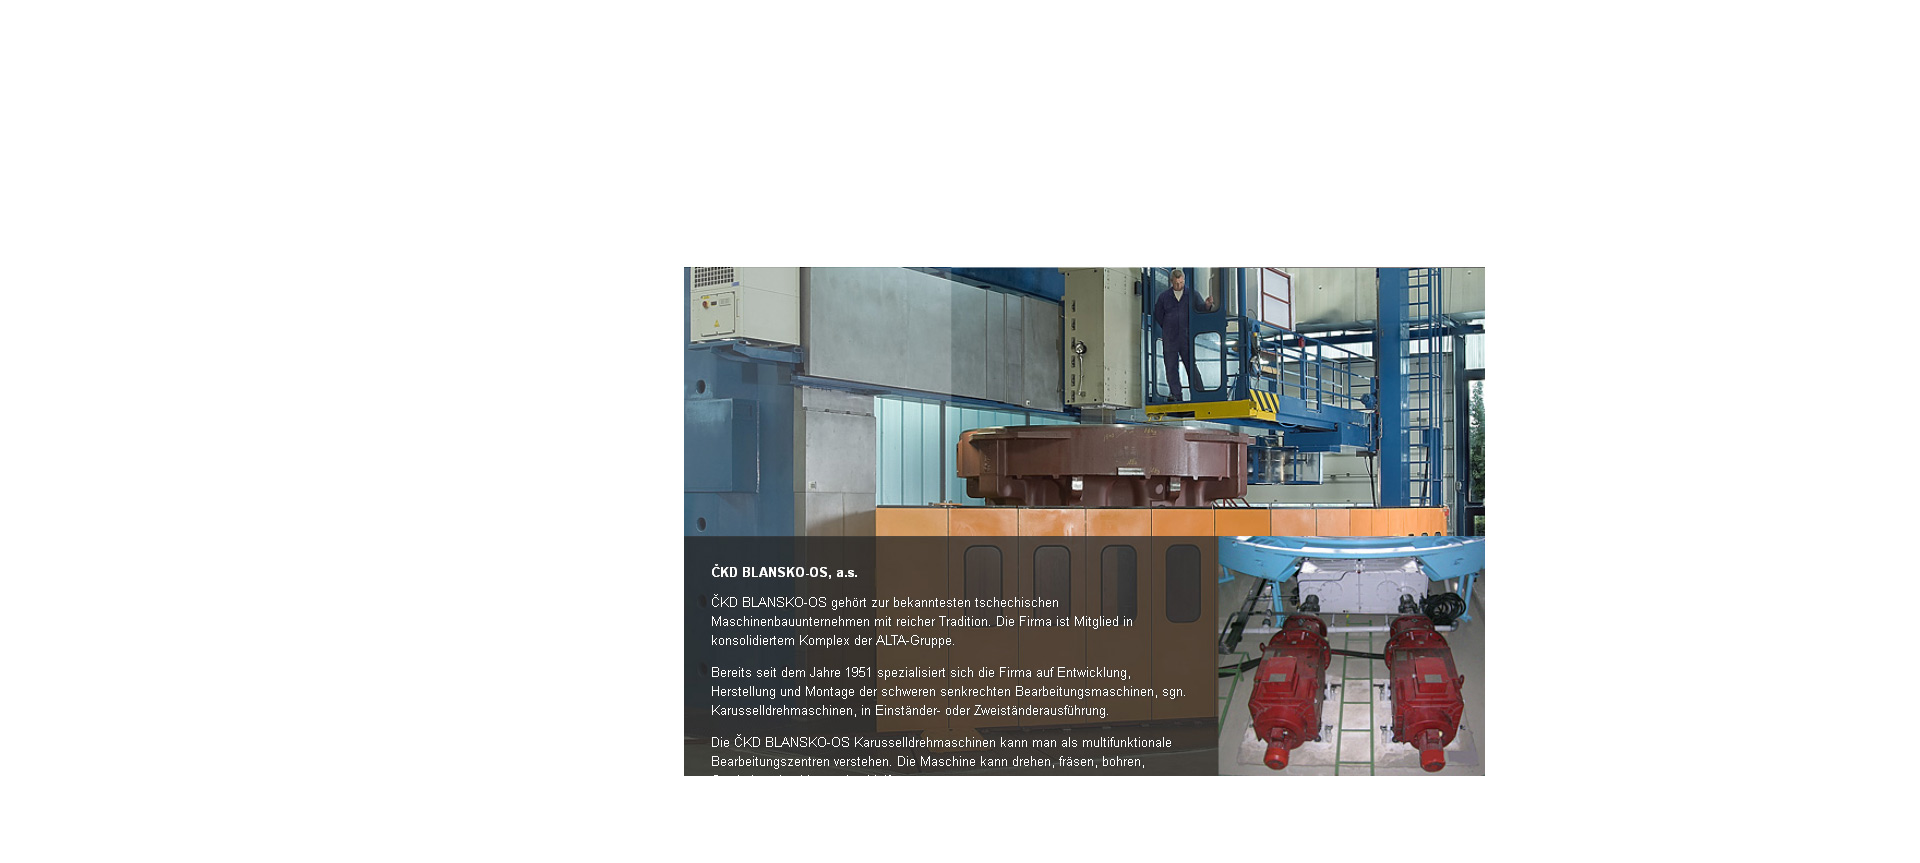 ČKD BLANSKO-OS, a.s.
ČKD BLANSKO-OS gehört zur bekanntesten tschechischen
Maschinenbauunternehmen mit reicher Tradition. Die Firma ist Mitglied in
konsolidiertem Komplex der ALTA-Gruppe.
Bereits seit dem Jahre 1951 spezialisiert sich die Firma auf Entwicklung,
Herstellung und Montage der schweren senkrechten Bearbeitungsmaschinen, sgn.
Karusselldrehmaschinen, in Einständer- oder Zweiständerausführung.
Die ČKD BLANSKO-OS Karusselldrehmaschinen kann man als multifunktionale
Bearbeitungszentren verstehen. Die Maschine kann drehen, fräsen, bohren,